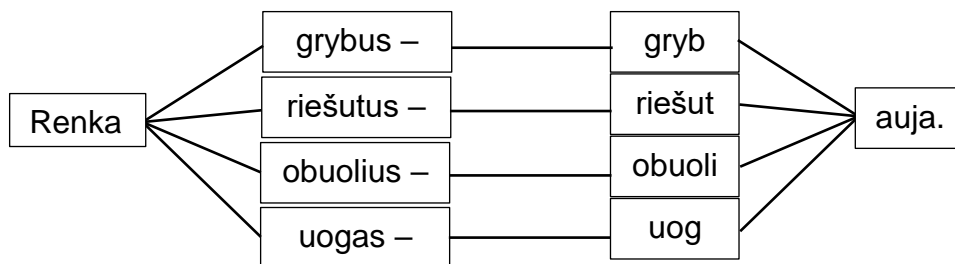 Renka
grybus –
riešutus –
obuolius –
uogas –
gryb
riešut
obuoli
uog
auja.